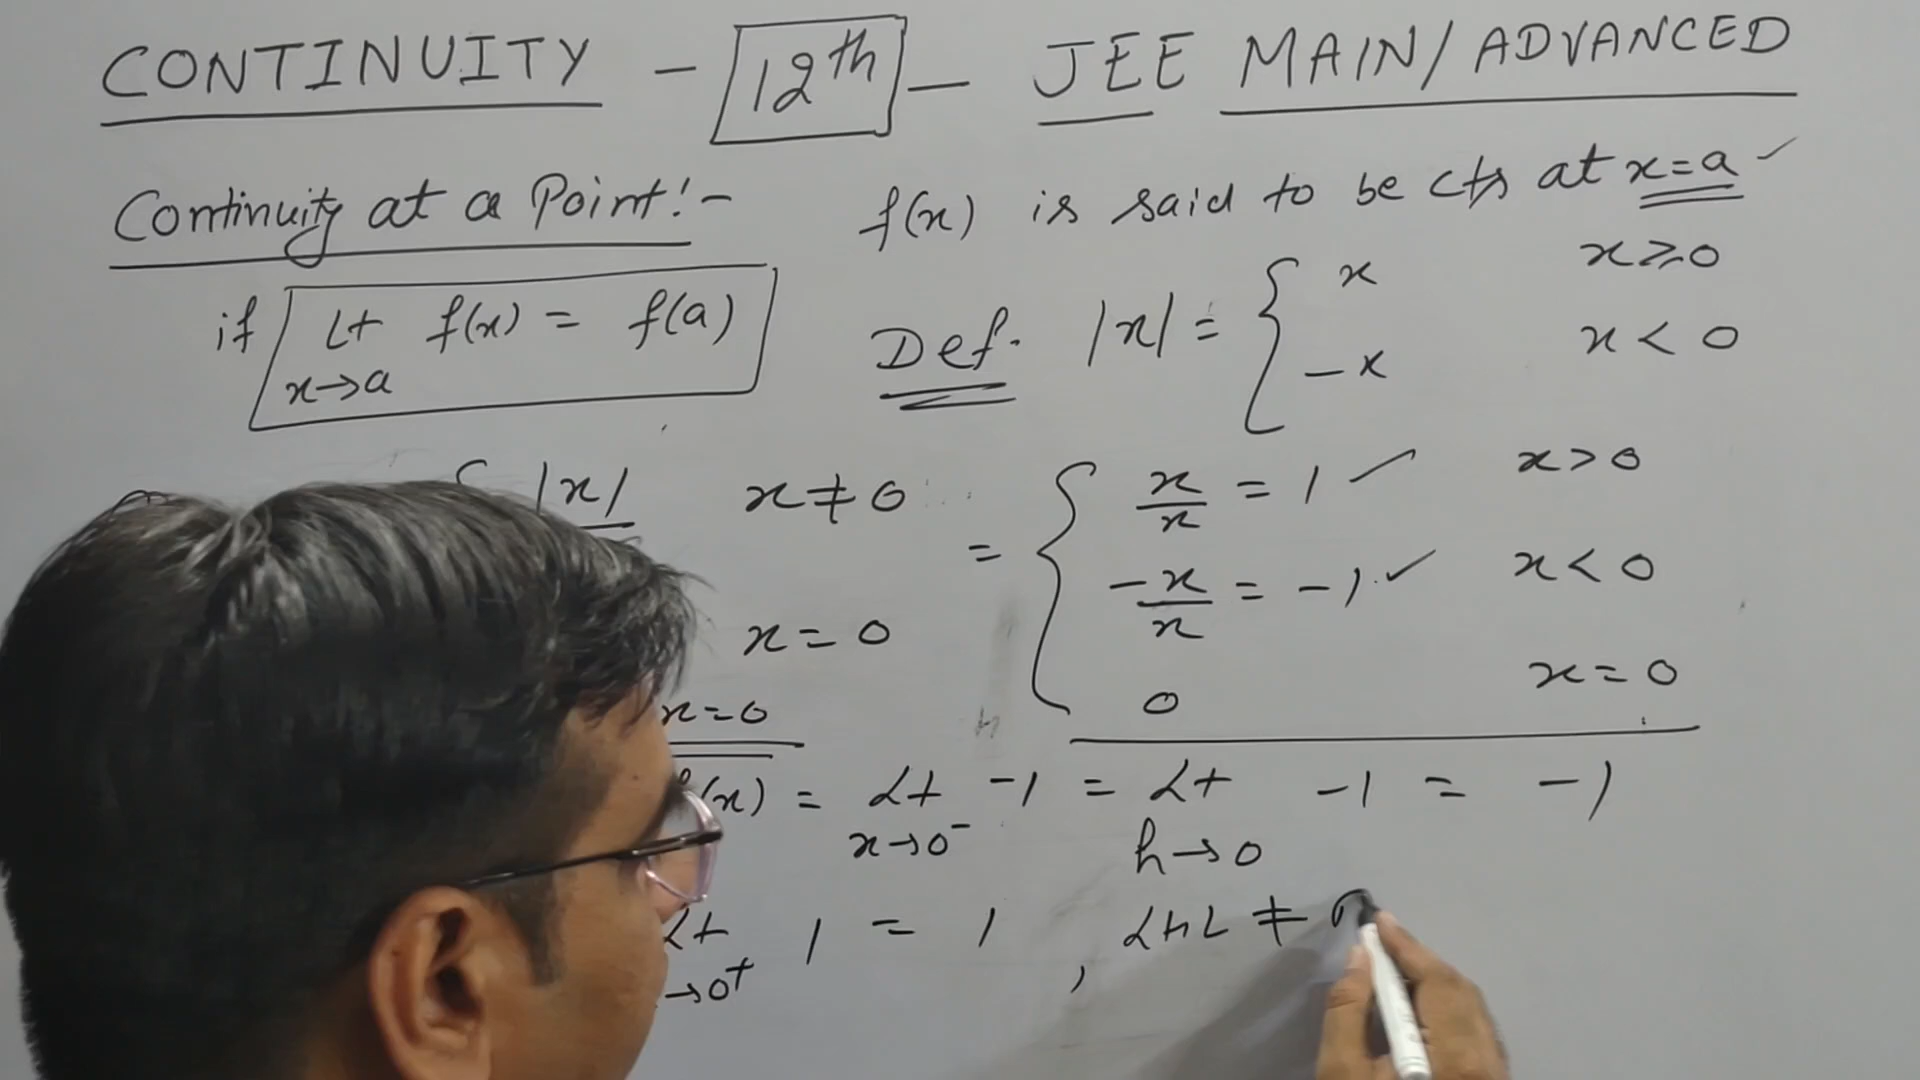 CONTINUITY - 12th - JEE MAIN/ADVANCED
Continuity at a Point:- f(x) is said to be cts at x=a ✓
if Lt f(x) = f(a)
x→a
Def. |x| = { x x≥0
-x x<0
|x| x≠0 = { x/x = 1 ✓ x>0
-x/x = -1 ✓ x<0
x=0
0 x=0
x=0
f(x) = Lt -1 = Lt -1 = -1
x→0⁻ h→0
Lt 1 = 1 , LHL ≠
→0⁺